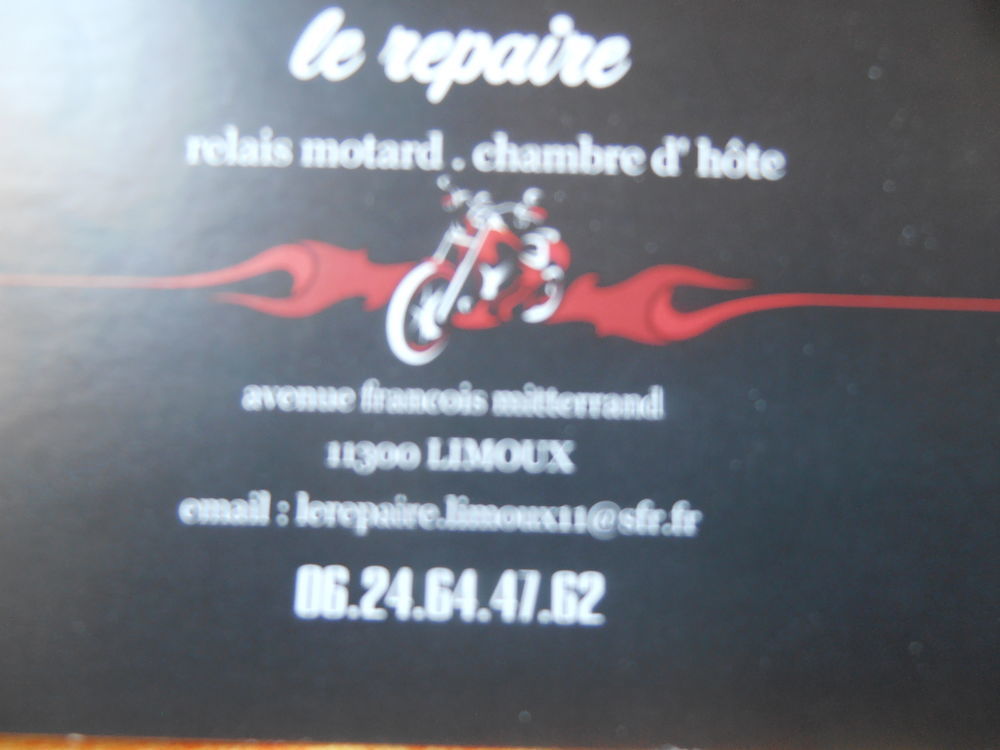 le repaire
relais motard . chambre d' hôte
avenue francois mitterrand
11300 LIMOUX
email : lerepaire.limoux11@sfr.fr
06.24.64.47.62